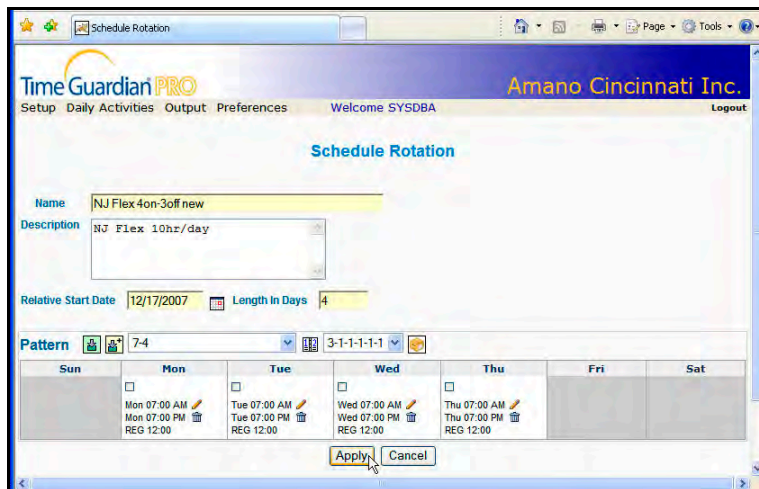 Schedule Rotation
Page
Tools
Time Guardian PRO
Amano Cincinnati Inc.
Setup Daily Activities Output Preferences Welcome SYSDBA Logout
Schedule Rotation
Name NJ Flex 4on-3off new
Description NJ Flex 10hr/day
Relative Start Date 12/17/2007 Length In Days 4
Pattern 7-4 3-1-1-1-1-1
Sun Mon Tue Wed Thu Fri Sat
Mon 07:00 AM Tue 07:00 AM Wed 07:00 AM Thu 07:00 AM
Mon 07:00 PM Tue 07:00 PM Wed 07:00 PM Thu 07:00 PM
REG 12:00 REG 12:00 REG 12:00 REG 12:00
Apply Cancel